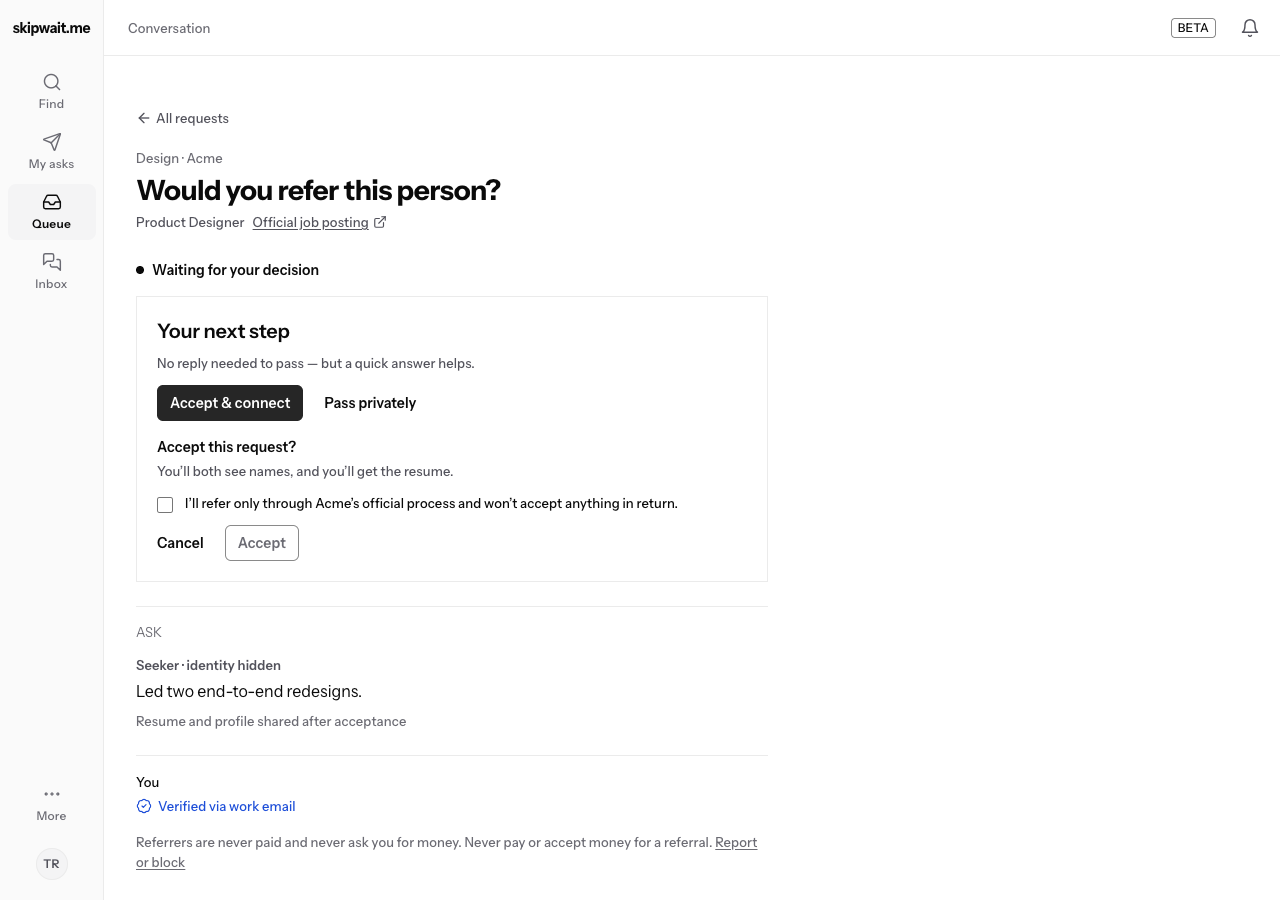 skipwait.me
Conversation
BETA
Find
My asks
Queue
Inbox
More
TR
All requests
Design · Acme
Would you refer this person?
Product Designer Official job posting
Waiting for your decision
Your next step
No reply needed to pass — but a quick answer helps.
Accept & connect Pass privately
Accept this request?
You’ll both see names, and you’ll get the resume.
I’ll refer only through Acme’s official process and won’t accept anything in return.
Cancel Accept
ASK
Seeker · identity hidden
Led two end-to-end redesigns.
Resume and profile shared after acceptance
You
Verified via work email
Referrers are never paid and never ask you for money. Never pay or accept money for a referral. Report
or block